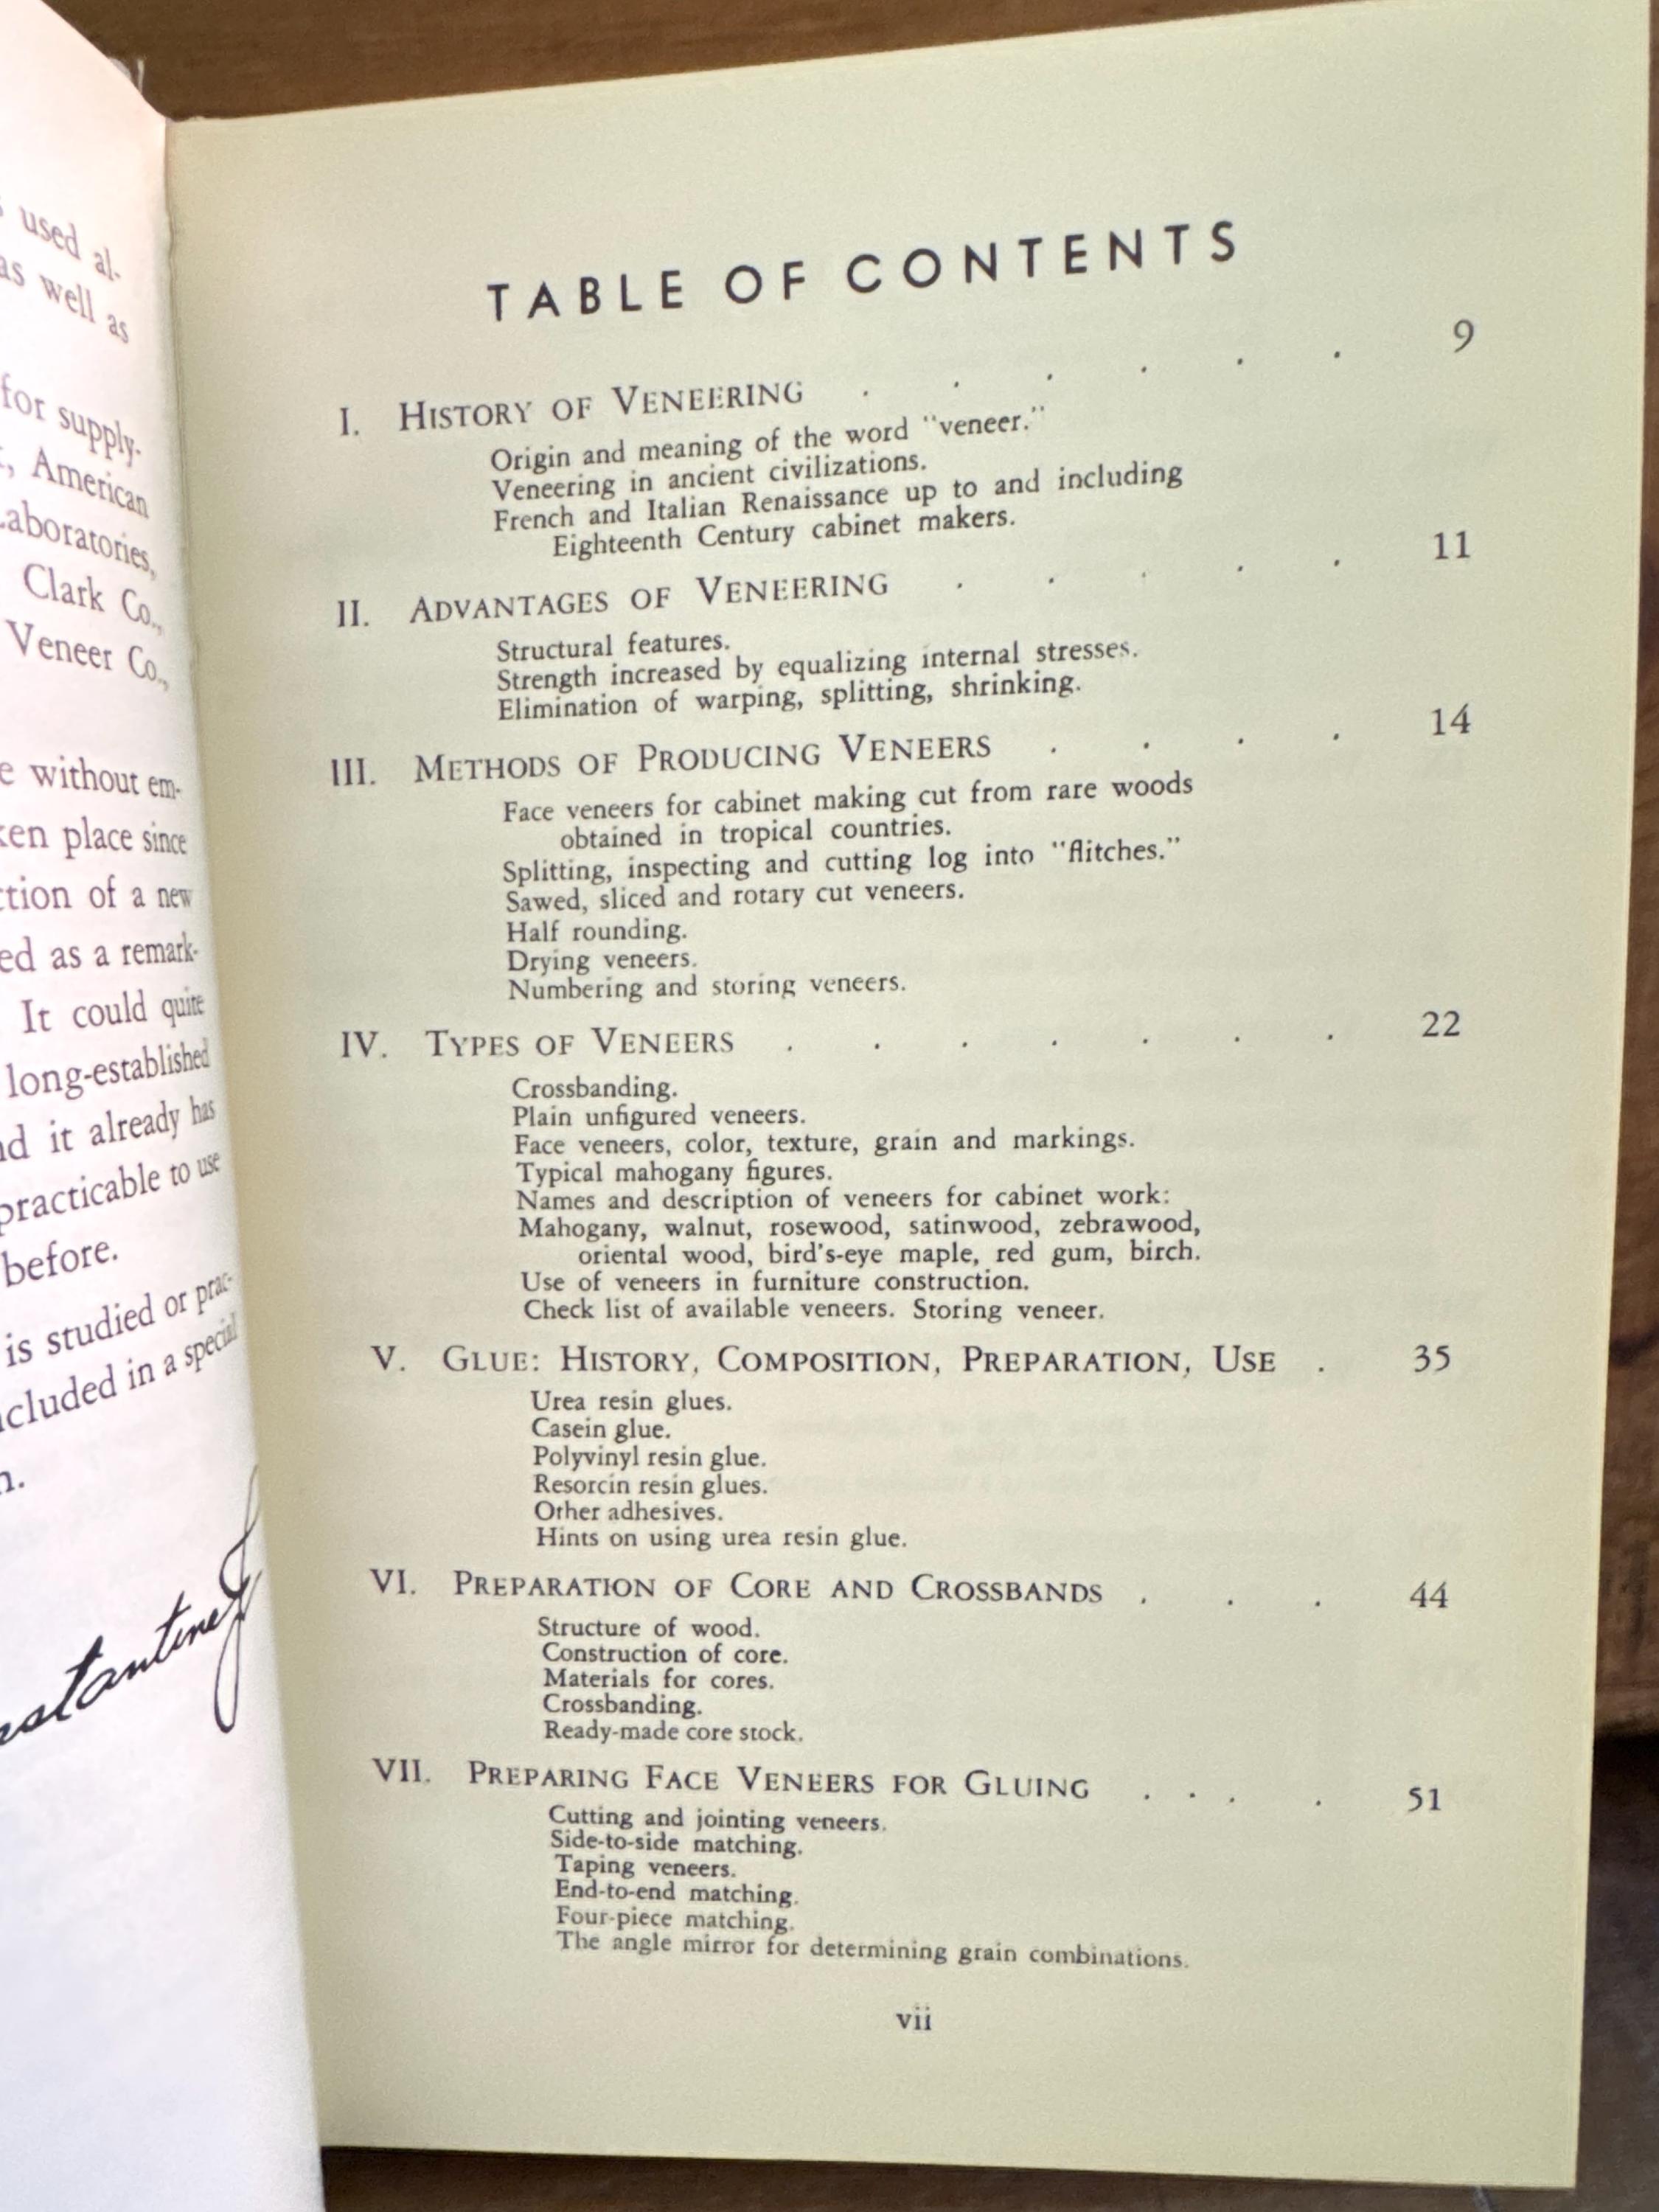 used al-
as well as
for supply-
American
Laboratories,
Clark Co.,
Veneer Co.,
without em-
place since
of a new
as a remark-
It could quite
long-established
it already has
practicable to use
before.
is studied or prac-
in a special
TABLE OF CONTENTS
I. HISTORY OF VENEERING . . . . . . 9
Origin and meaning of the word "veneer."
Veneering in ancient civilizations.
French and Italian Renaissance up to and including
Eighteenth Century cabinet makers.
II. ADVANTAGES OF VENEERING . . . . . 11
Structural features.
Strength increased by equalizing internal stresses.
Elimination of warping, splitting, shrinking.
III. METHODS OF PRODUCING VENEERS . . . . 14
Face veneers for cabinet making cut from rare woods
obtained in tropical countries.
Splitting, inspecting and cutting log into "flitches."
Sawed, sliced and rotary cut veneers.
Half rounding.
Drying veneers.
Numbering and storing veneers.
IV. TYPES OF VENEERS . . . . . . . 22
Crossbanding.
Plain unfigured veneers.
Face veneers, color, texture, grain and markings.
Typical mahogany figures.
Names and description of veneers for cabinet work:
Mahogany, walnut, rosewood, satinwood, zebrawood,
oriental wood, bird's-eye maple, red gum, birch.
Use of veneers in furniture construction.
Check list of available veneers. Storing veneer.
V. GLUE: HISTORY, COMPOSITION, PREPARATION, USE . 35
Urea resin glues.
Casein glue.
Polyvinyl resin glue.
Resorcin resin glues.
Other adhesives.
Hints on using urea resin glue.
VI. PREPARATION OF CORE AND CROSSBANDS . . . 44
Structure of wood.
Construction of core.
Materials for cores.
Crossbanding.
Ready-made core stock.
VII. PREPARING FACE VENEERS FOR GLUING . . . . 51
Cutting and jointing veneers.
Side-to-side matching.
Taping veneers.
End-to-end matching.
Four-piece matching.
The angle mirror for determining grain combinations.
vii